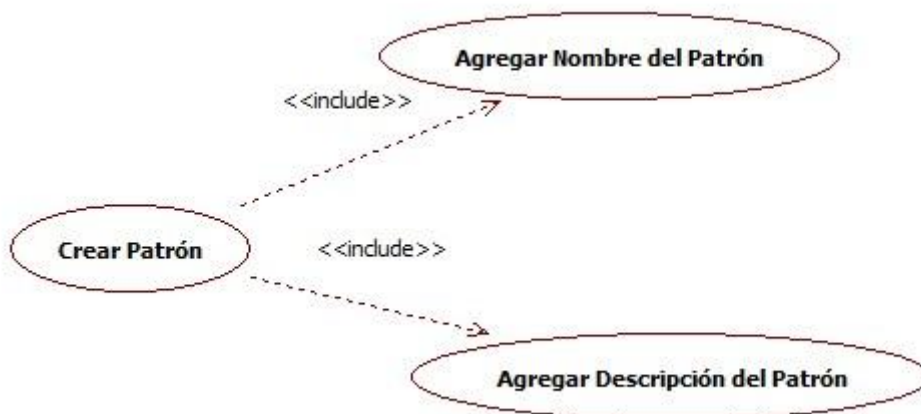 Agregar Nombre del Patrón
<<include>>
Crear Patrón
<<include>>
Agregar Descripción del Patrón